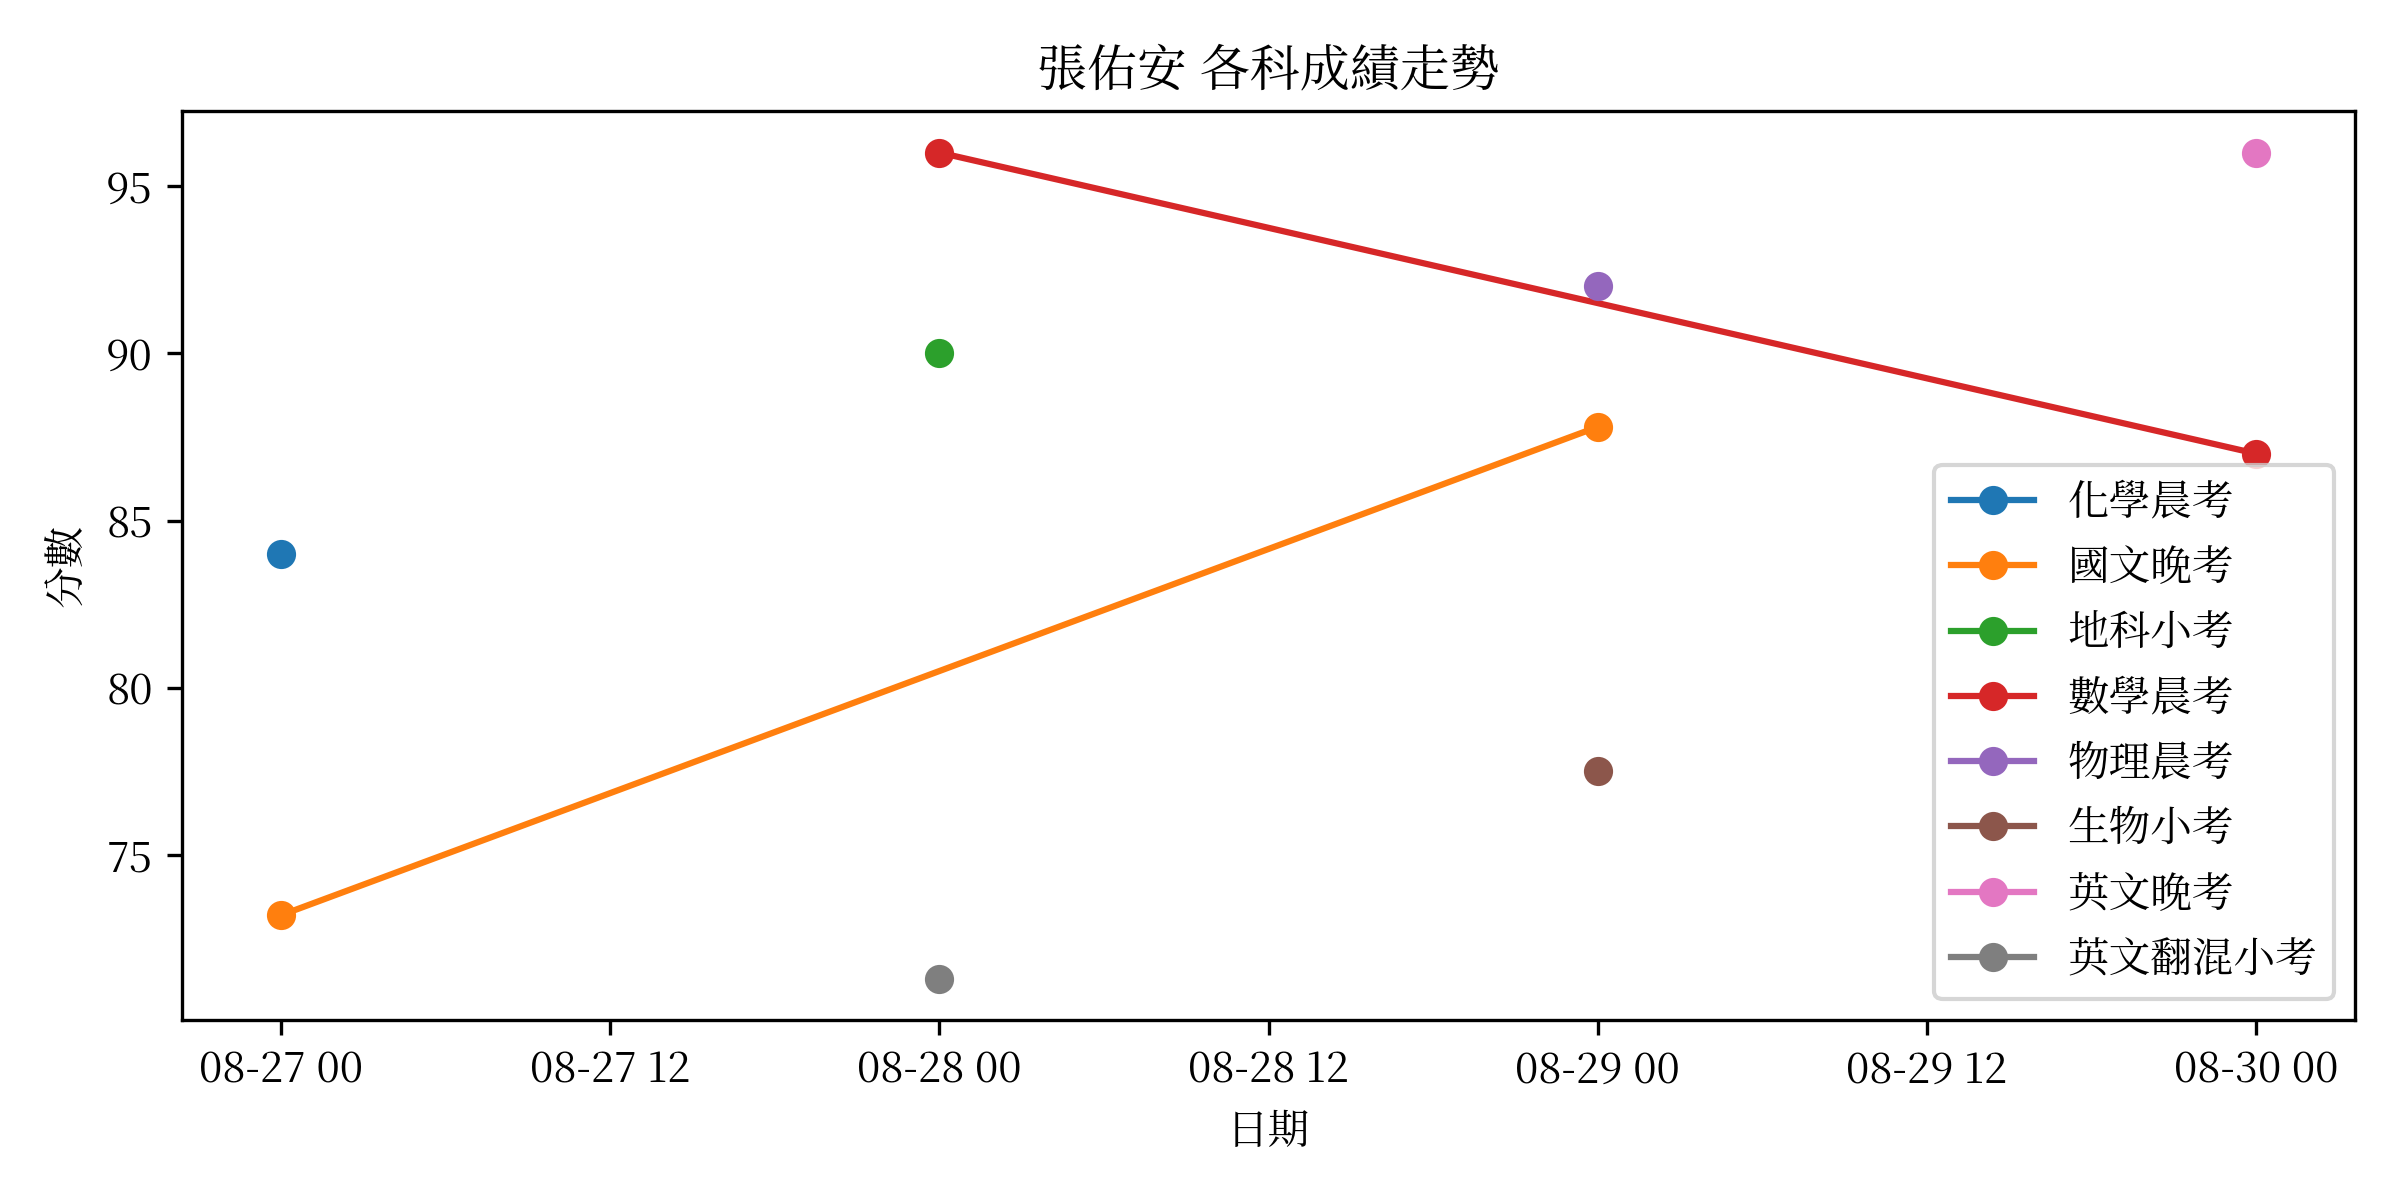 張佑安 各科成績走勢
分數
95
90
85
80
75
化學晨考
國文晚考
地科小考
數學晨考
物理晨考
生物小考
英文晚考
英文翻混小考
08-27 00
08-27 12
08-28 00
08-28 12
08-29 00
08-29 12
08-30 00
日期